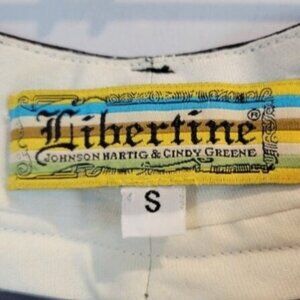 Libertine®
JOHNSON HARTIG & CINDY GREENE
S